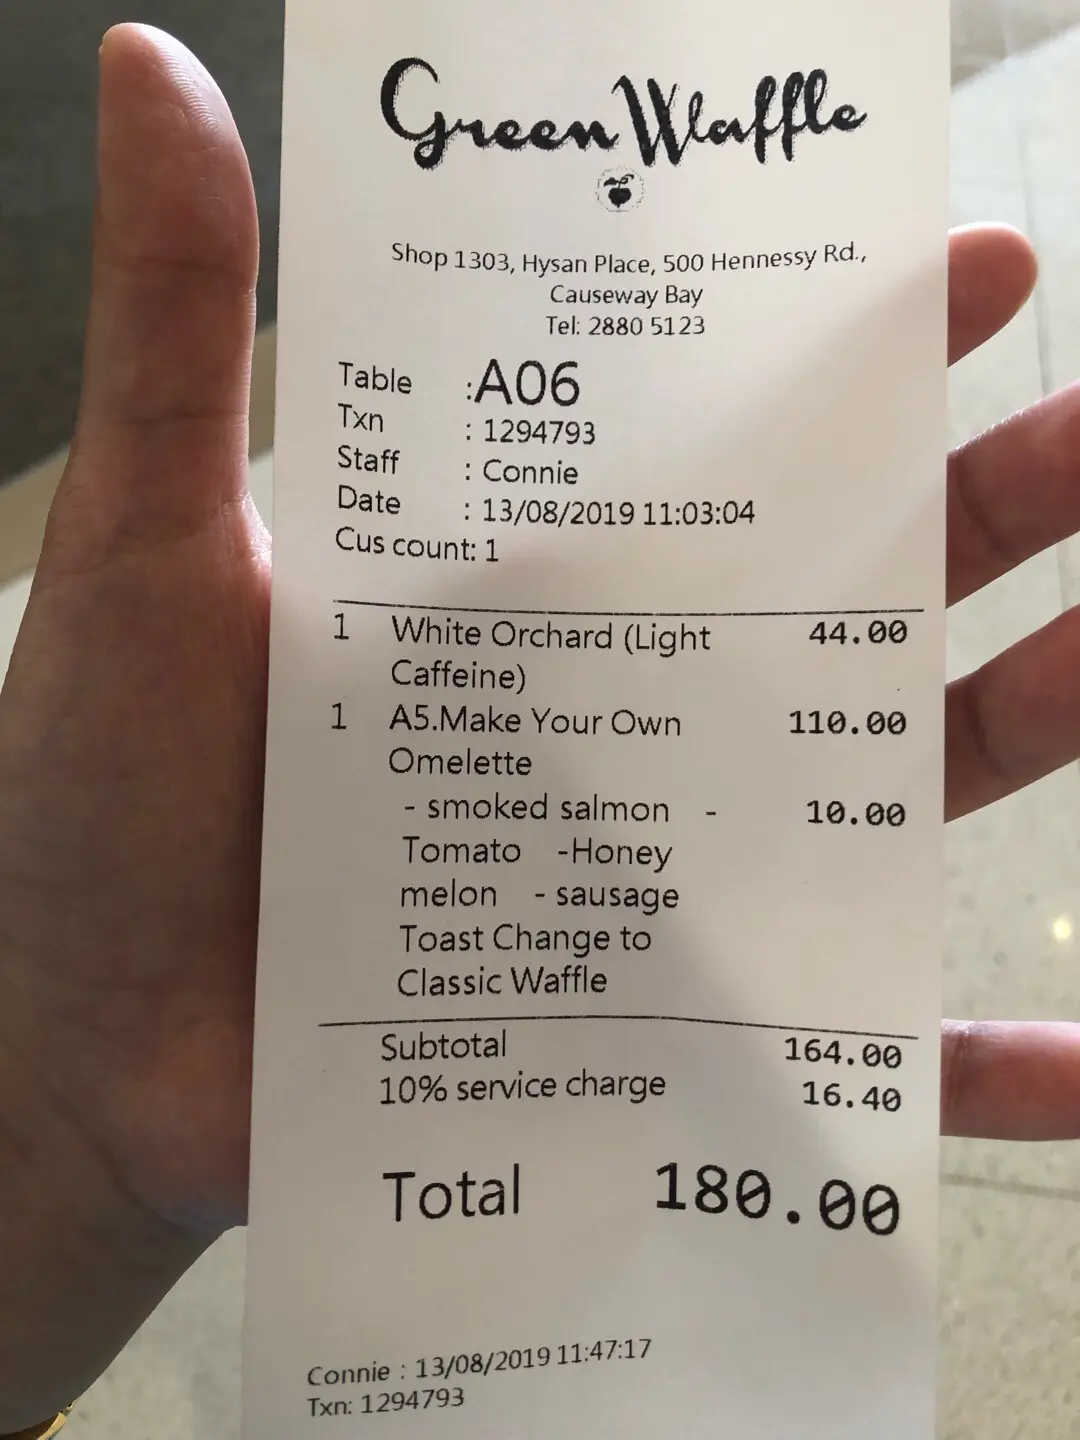 Green Waffle
Shop 1303, Hysan Place, 500 Hennessy Rd.,
Causeway Bay
Tel: 2880 5123
Table :A06
Txn : 1294793
Staff : Connie
Date : 13/08/2019 11:03:04
Cus count: 1
1 White Orchard (Light 44.00
Caffeine)
1 A5.Make Your Own 110.00
Omelette
- smoked salmon - 10.00
Tomato -Honey
melon - sausage
Toast Change to
Classic Waffle
Subtotal 164.00
10% service charge 16.40
Total 180.00
Connie : 13/08/2019 11:47:17
Txn: 1294793